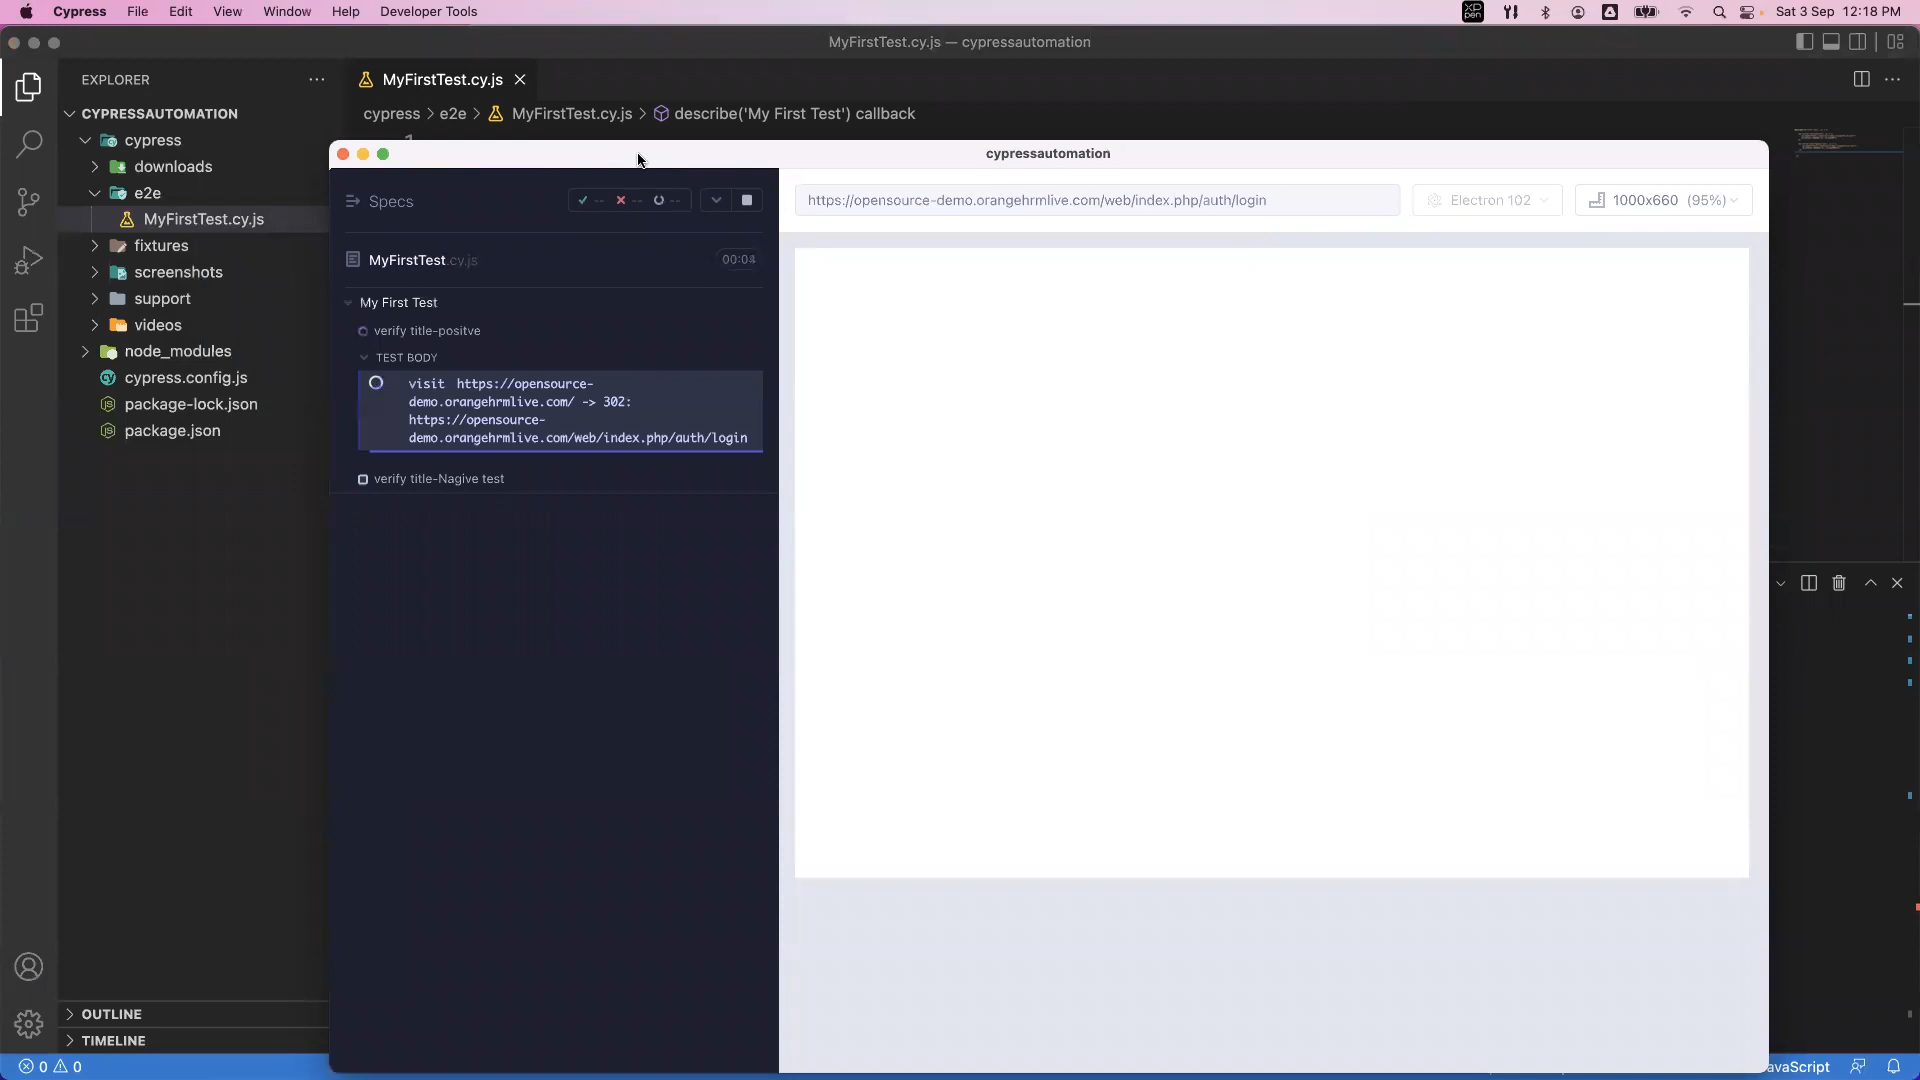 Cypress File Edit View Window Help Developer Tools
XP PEN
Sat 3 Sep 12:18 PM
MyFirstTest.cy.js — cypressautomation
EXPLORER
CYPRESSAUTOMATION
cypress
downloads
e2e
MyFirstTest.cy.js
fixtures
screenshots
support
videos
node_modules
cypress.config.js
package-lock.json
package.json
OUTLINE
TIMELINE
0 0
MyFirstTest.cy.js
cypress > e2e > MyFirstTest.cy.js > describe('My First Test') callback
cypressautomation
Specs
-- -- --
MyFirstTest.cy.js 00:04
My First Test
verify title-positve
TEST BODY
visit https://opensource-
demo.orangehrmlive.com/ -> 302:
https://opensource-
demo.orangehrmlive.com/web/index.php/auth/login
verify title-Nagive test
https://opensource-demo.orangehrmlive.com/web/index.php/auth/login
Electron 102
1000x660 (95%)
avaScript